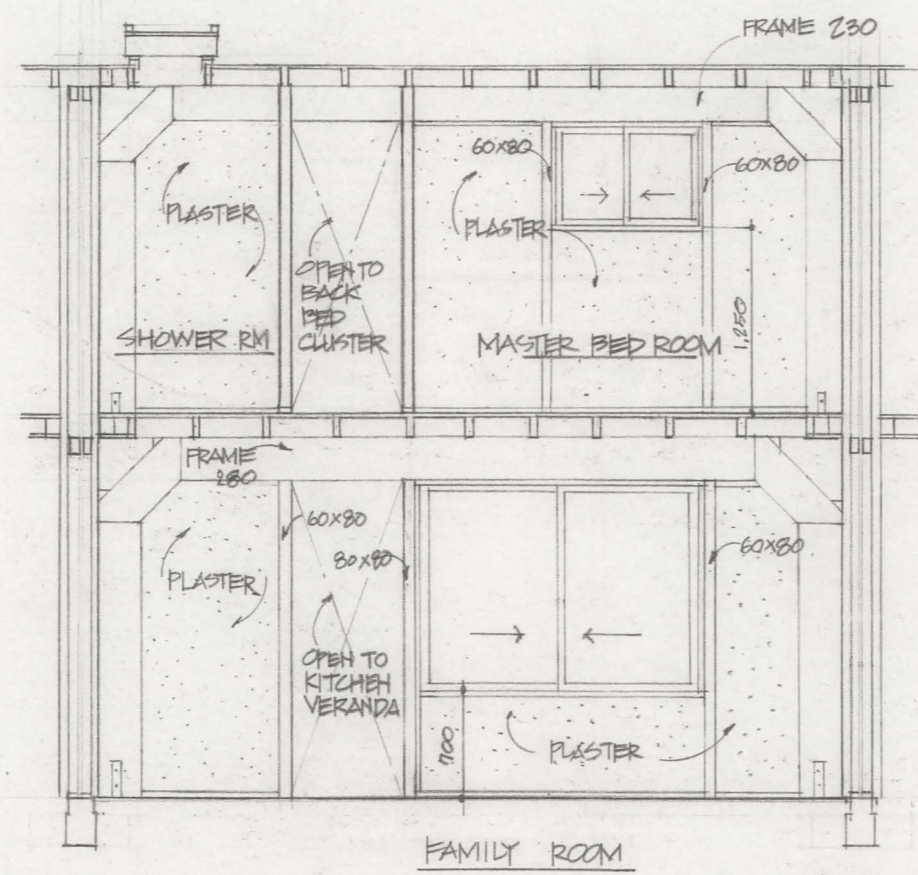 FRAME 230
60X80
60X80
PLASTER
PLASTER
OPEN TO
BACK
BED
CLUSTER
1,250
SHOWER RM
MASTER BED ROOM
FRAME
280
60X80
80X80
60X80
PLASTER
OPEN TO
KITCHEN
VERANDA
700
PLASTER
FAMILY ROOM